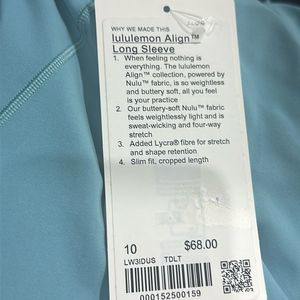 WHY WE MADE THIS
lululemon Align™
Long Sleeve
1. When feeling nothing is
everything. The lululemon
Align™ collection, powered by
Nulu™ fabric, is so weightless
and buttery soft, all you feel
is your practice
2. Our buttery-soft Nulu™ fabric
feels weightlessly light and is
sweat-wicking and four-way
stretch
3. Added Lycra® fibre for stretch
and shape retention
4. Slim fit, cropped length
10 $68.00
LW3IDUS TDLT
000152500159